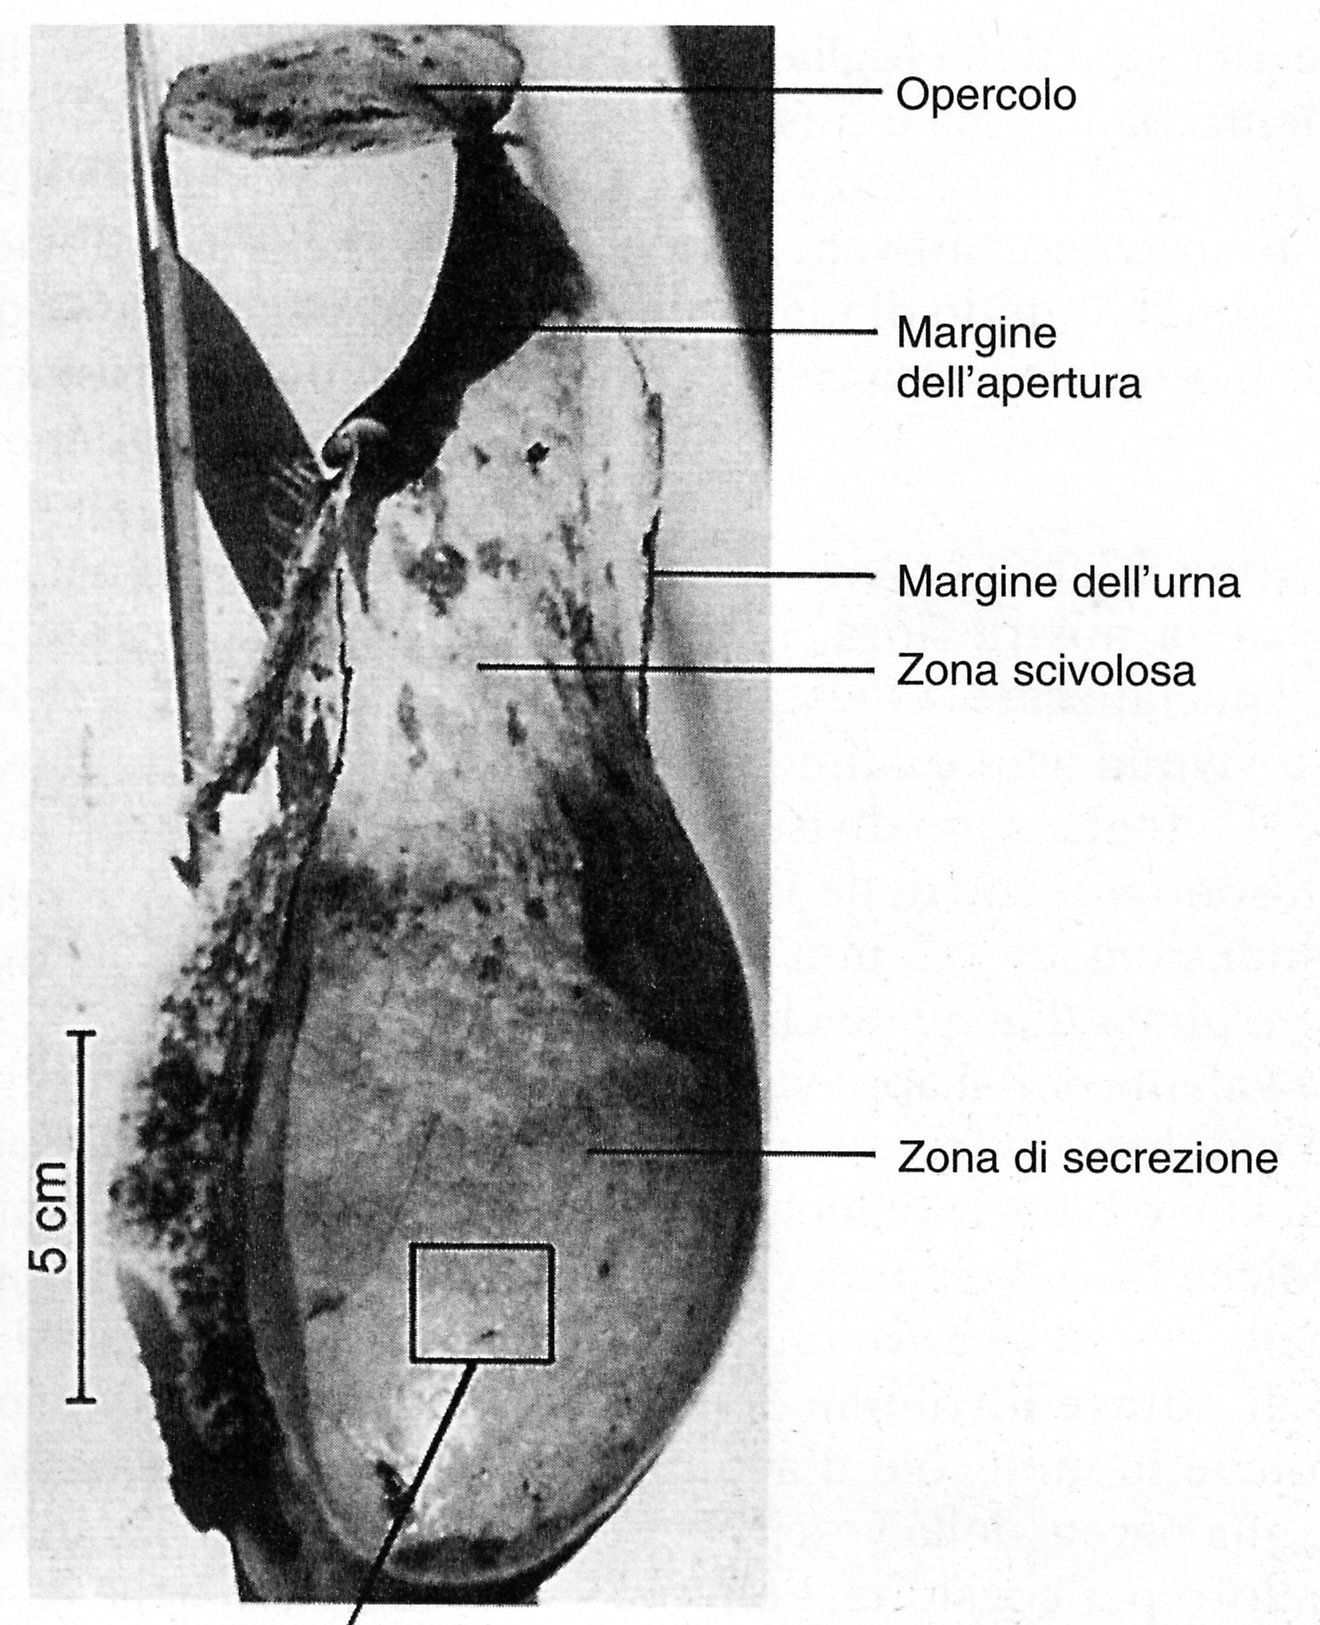 Opercolo
Margine
dell'apertura
Margine dell'urna
Zona scivolosa
Zona di secrezione
5 cm